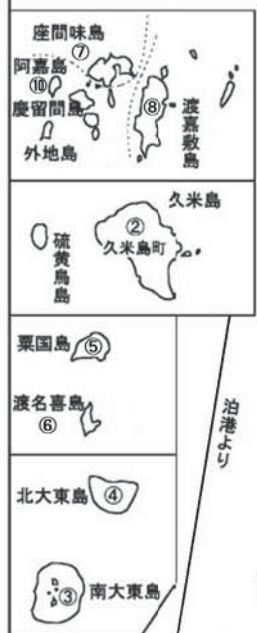 座間味島
⑦
阿嘉島
⑩
慶留間島
外地島
⑧
渡嘉敷島
久米島
②
久米島町
硫黄鳥島
粟国島
⑤
渡名喜島
⑥
泊港より
北大東島
④
③
南大東島